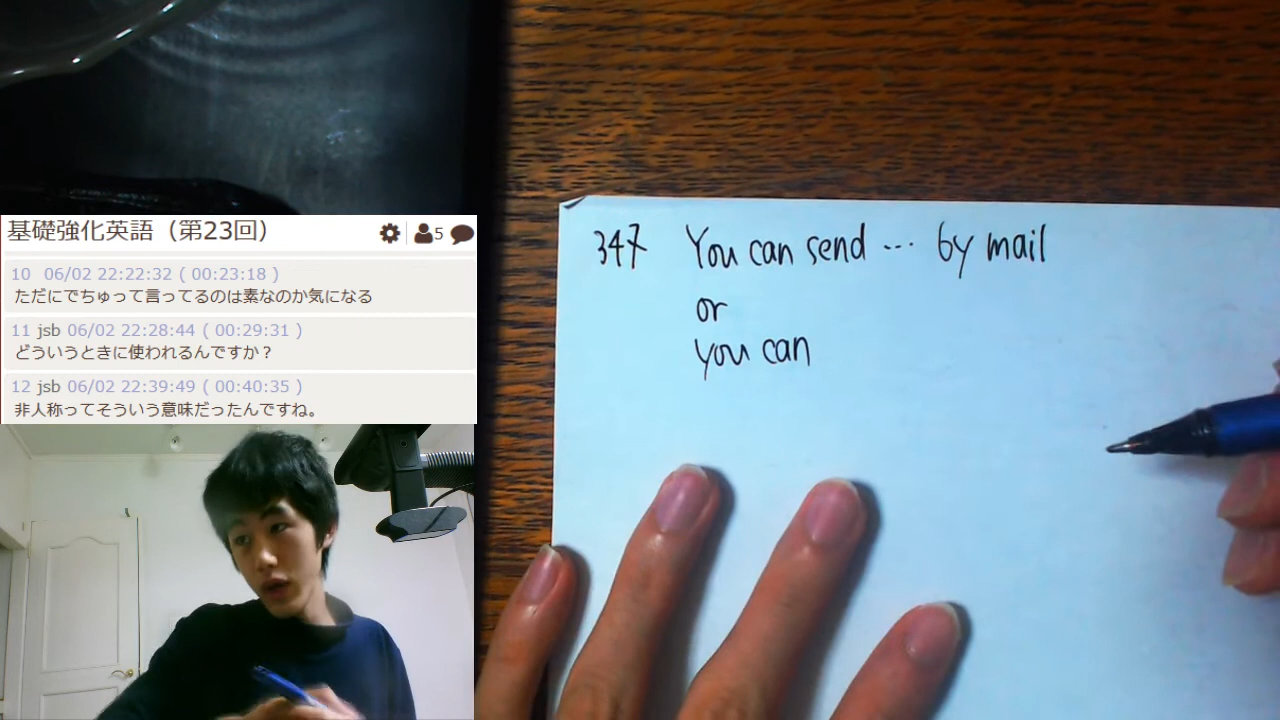 基礎強化英語（第23回）
5
10 06/02 22:22:32 ( 00:23:18 )
ただにでちゅって言ってるのは素なのか気になる
11 jsb 06/02 22:28:44 ( 00:29:31 )
どういうときに使われるんですか？
12 jsb 06/02 22:39:49 ( 00:40:35 )
非人称ってそういう意味だったんですね。
347 You can send ... by mail
or
you can